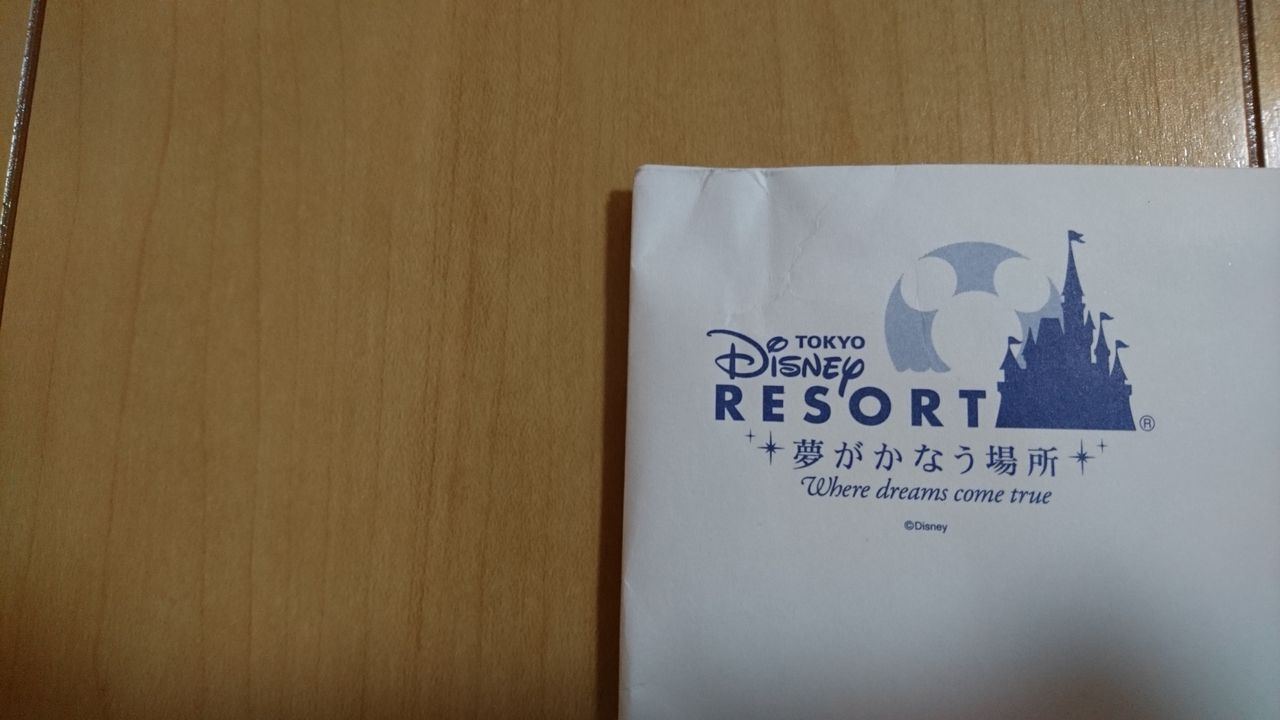 TOKYO
Disney
RESORT®
夢がかなう場所
Where dreams come true
©Disney